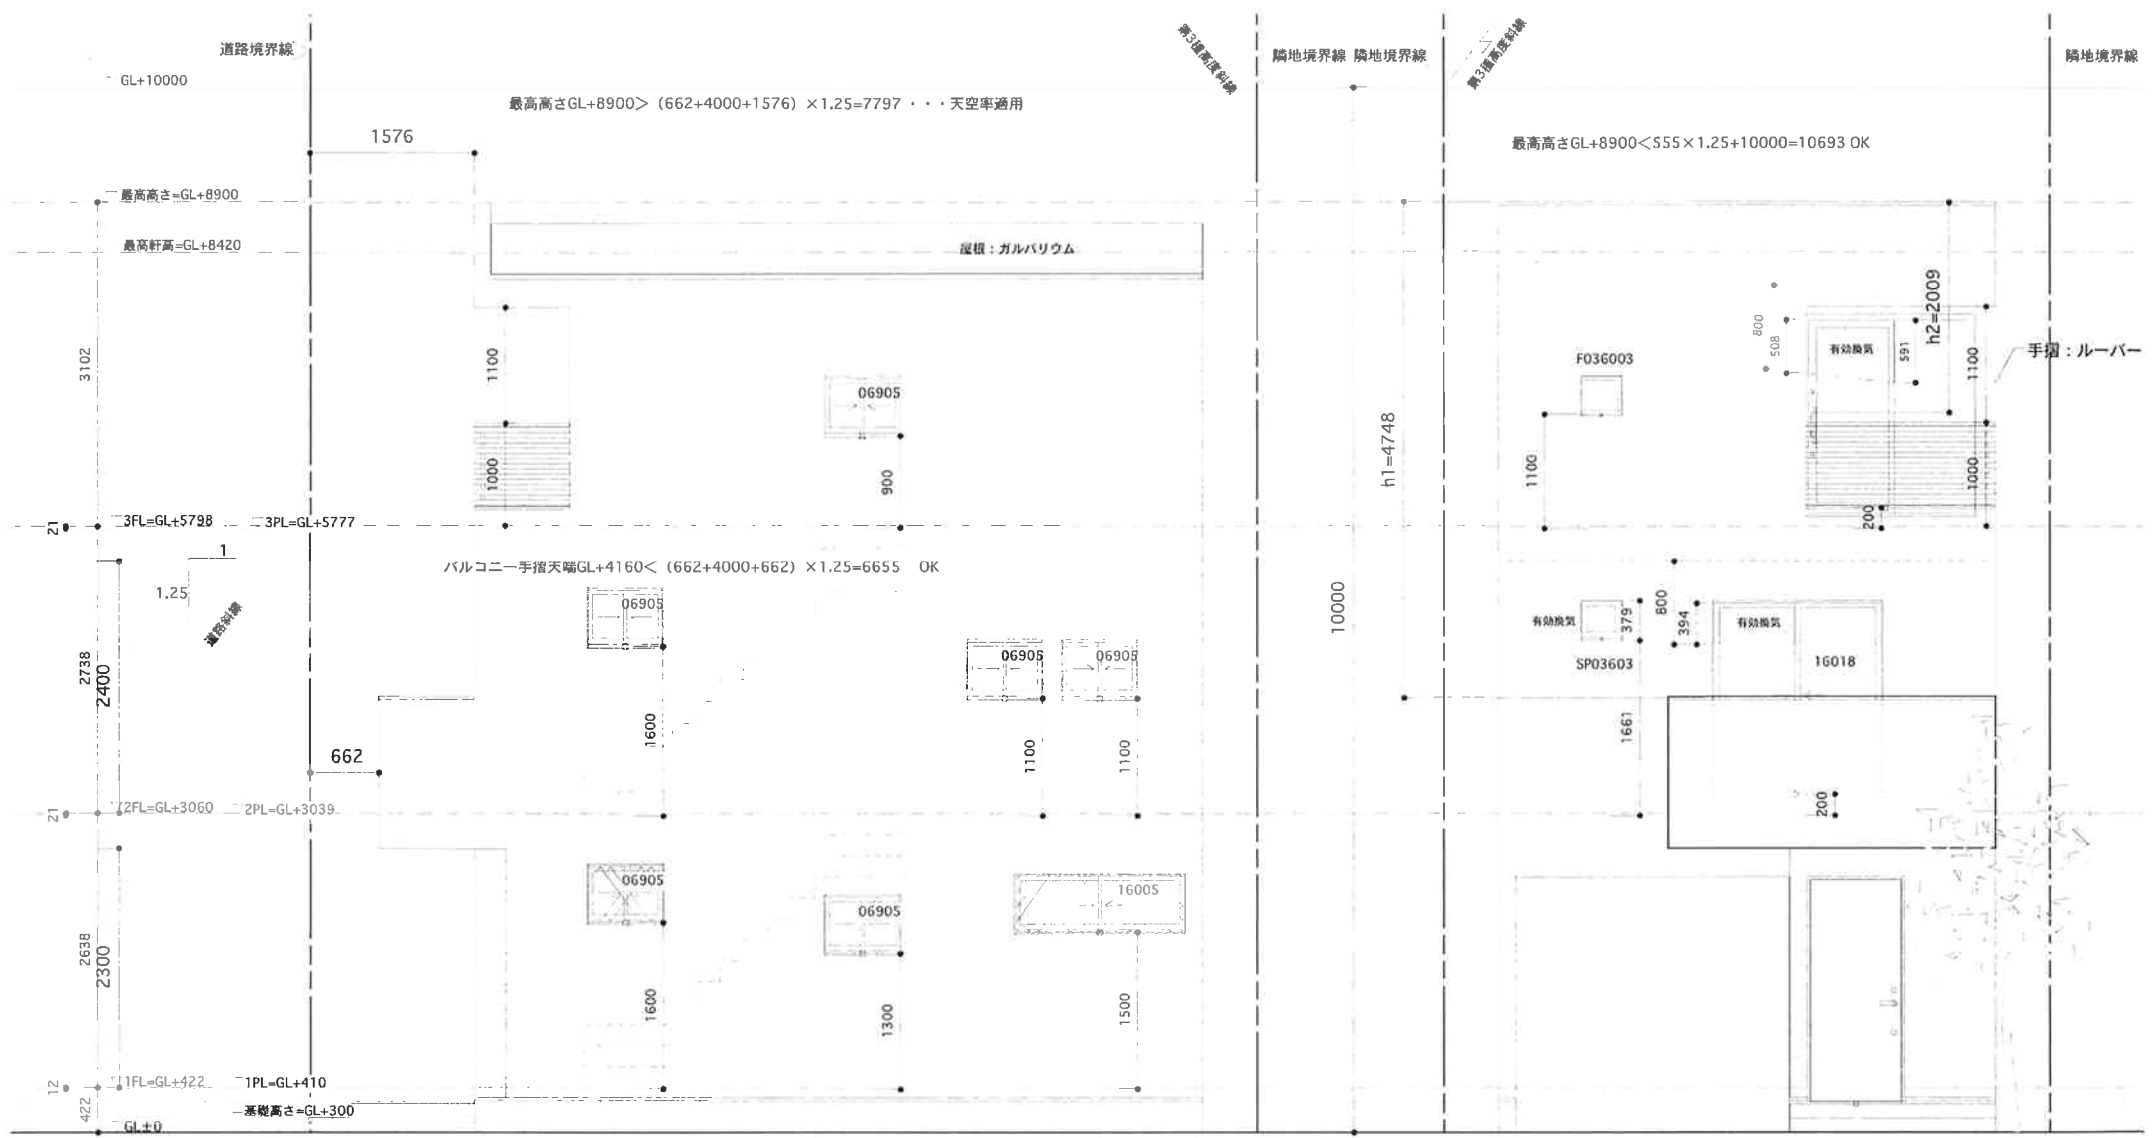 道路境界線
第3種高度斜線
隣地境界線 隣地境界線
第3種高度斜線
隣地境界線
GL+10000
最高高さGL+8900>（662+4000+1576）×1.25=7797 ・・・天空率適用
1576
最高高さGL+8900<555×1.25+10000=10693 OK
最高高さ=GL+8900
最高軒高=GL+8420
屋根：ガルバリウム
h2=2009
800
508
有効換気
591
1100
手摺：ルーバー
3102
1100
06905
F036003
h1=4748
1000
900
1100
1000
200
21
3FL=GL+5798
3PL=GL+5777
1
1.25
道路斜線
バルコニー手摺天端GL+4160<（662+4000+662）×1.25=6655 OK
10000
06905
06905
06905
有効換気
379
800
394
有効換気
SP03603
16018
2738
2400
1600
1100
1100
1661
662
200
21
2FL=GL+3060
2PL=GL+3039
06905
06905
16005
2638
2300
1600
1300
1500
12
1FL=GL+422
1PL=GL+410
422
基礎高さ=GL+300
GL±0